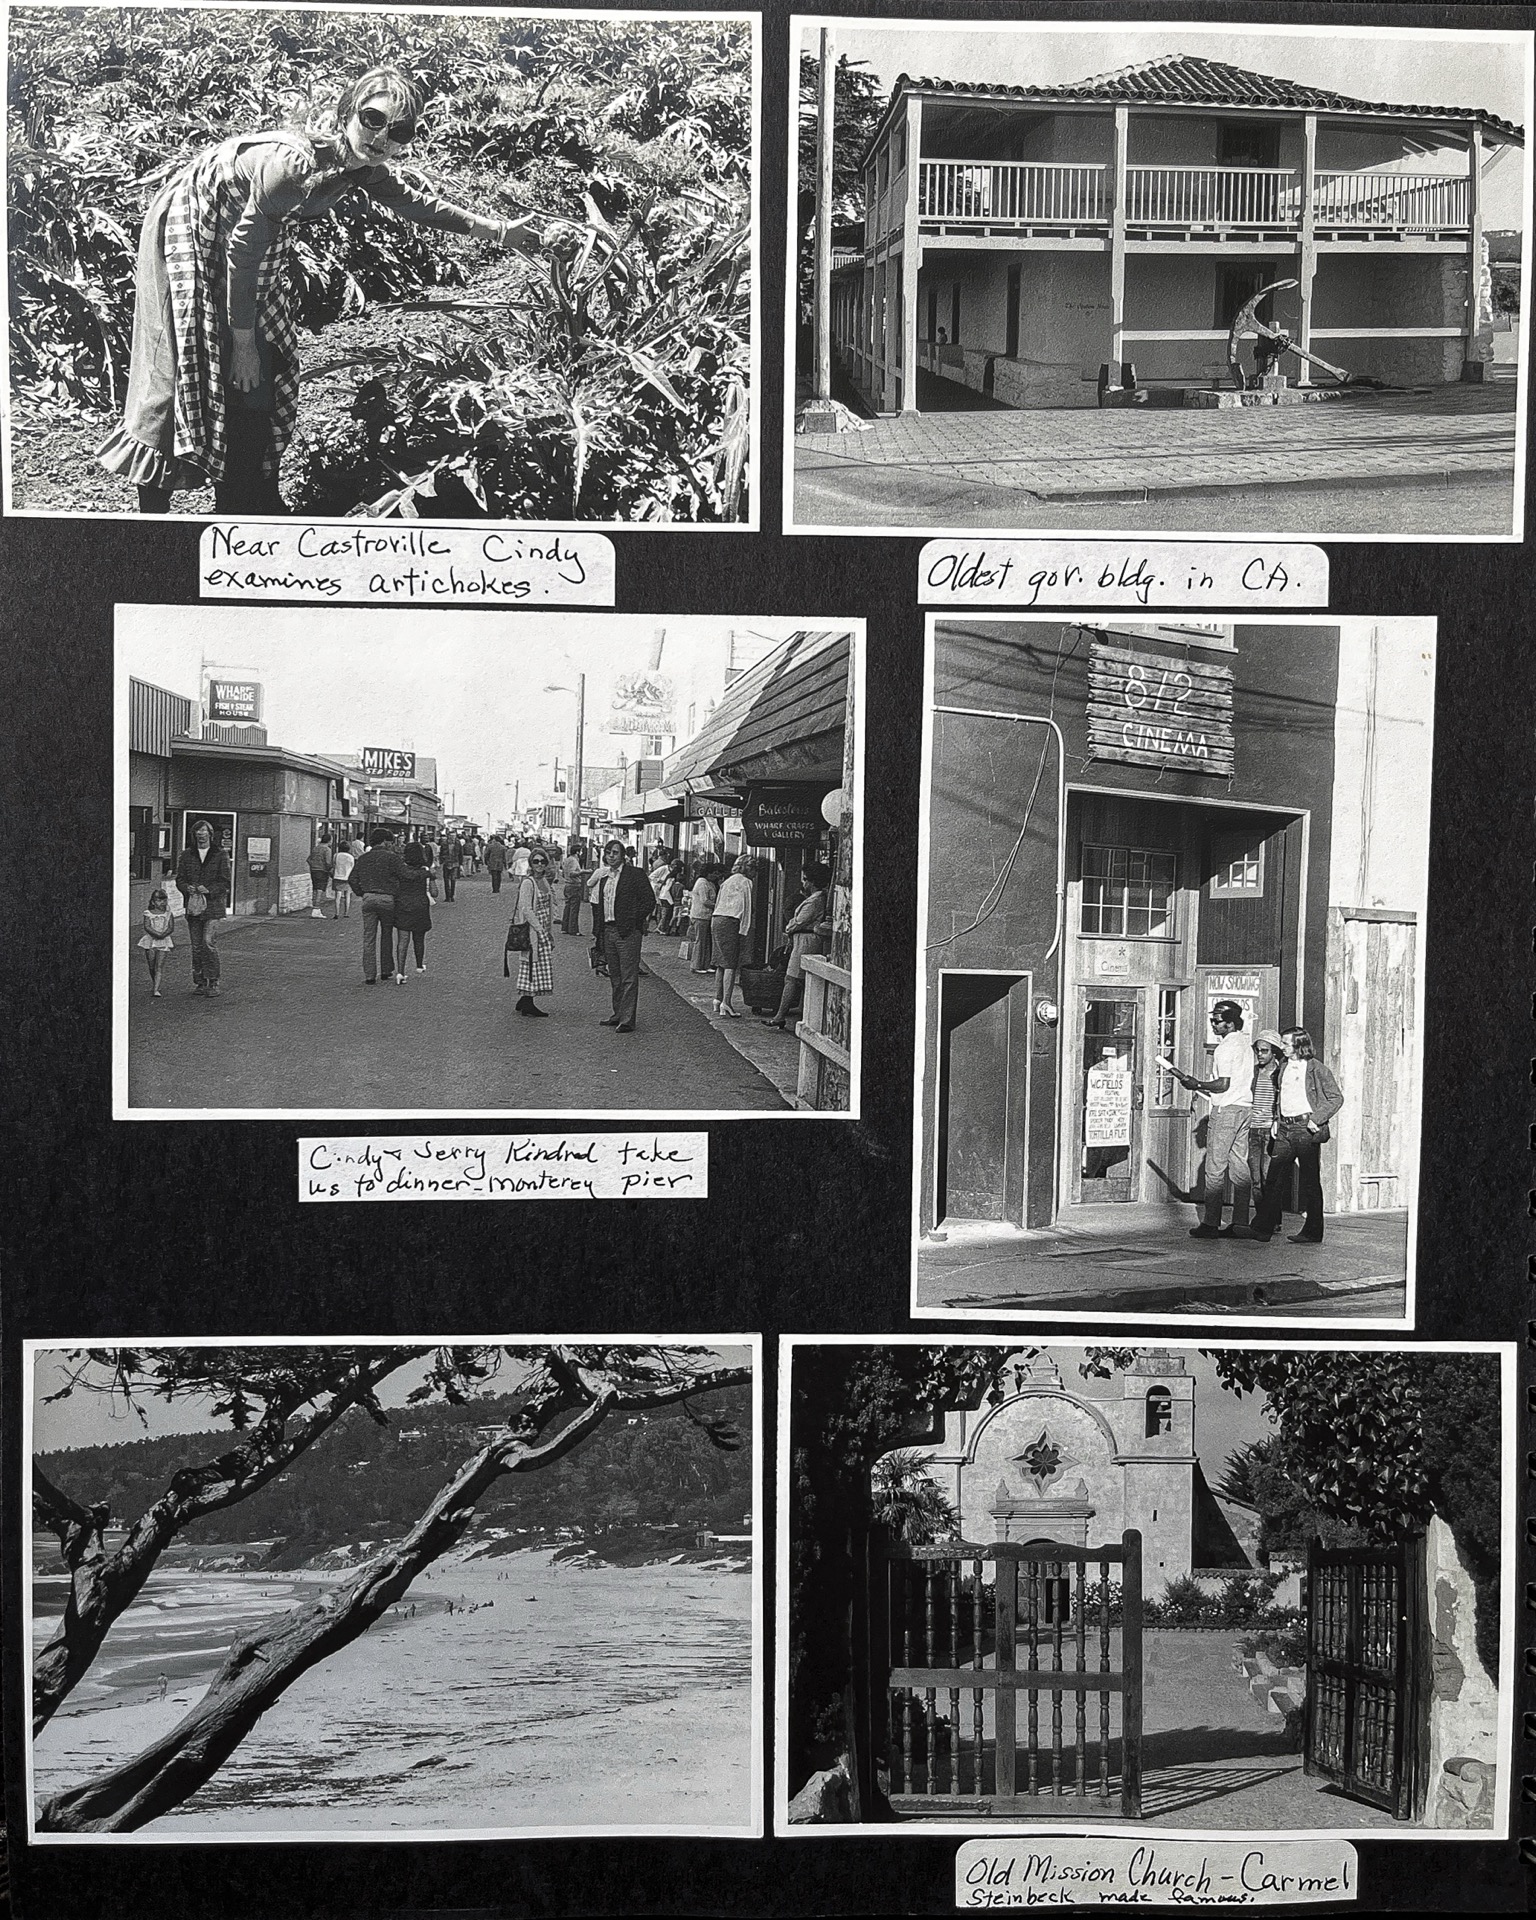 Near Castroville Cindy
examines artichokes.
Oldest gov. bldg. in CA.
WHARFSIDE
FISH & STEAK
HOUSE
MIKE'S
SEA FOOD
GALLERY
WHARF CRAFTS
& GALLERY
Cindy & Jerry Kindred take
us to dinner - Monterey pier
812
CINEMA
Cinema
NOW SHOWING
W.C. FIELDS
TORTILLA FLAT
Old Mission Church - Carmel
Steinbeck made famous.